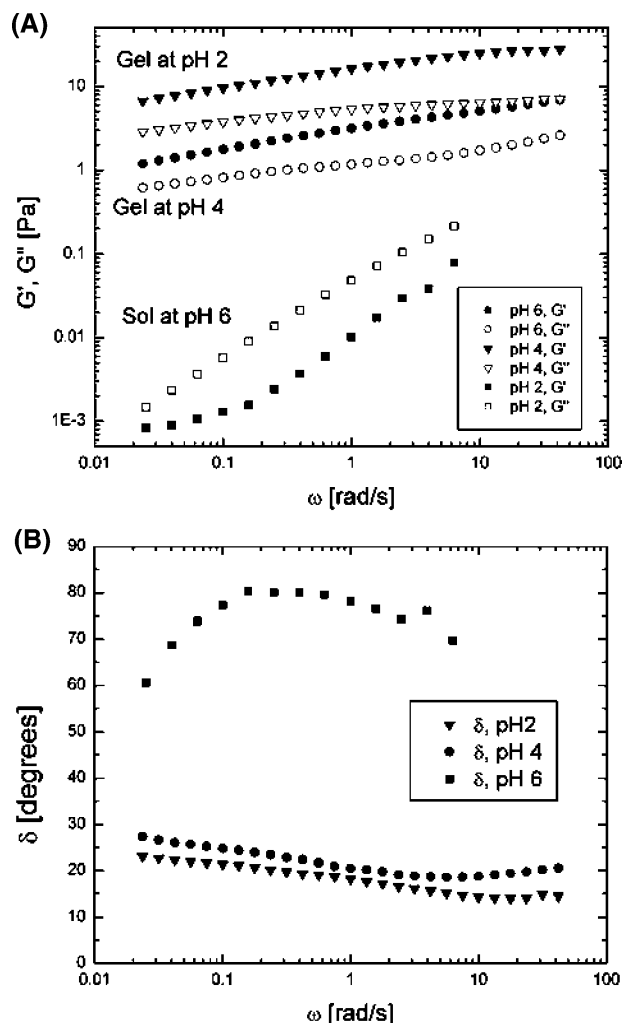 (A)
Gel at pH 2
Gel at pH 4
Sol at pH 6
G', G'' [Pa]
10
1
0.1
0.01
1E-3
pH 6, G'
pH 6, G''
pH 4, G'
pH 4, G''
pH 2, G'
pH 2, G''
0.01
0.1
1
10
100
ω [rad/s]
(B)
δ [degrees]
90
80
70
60
50
40
30
20
10
0
δ, pH2
δ, pH 4
δ, pH 6
0.01
0.1
1
10
100
ω [rad/s]